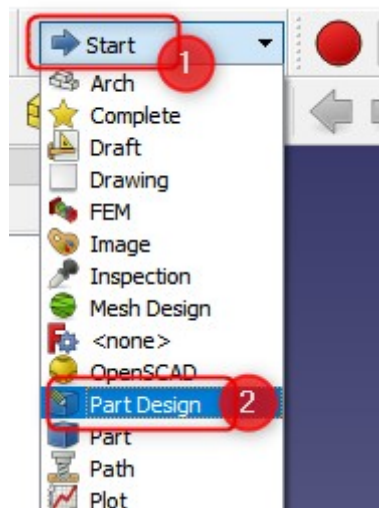 Start
1
Arch
Complete
Draft
Drawing
FEM
Image
Inspection
Mesh Design
<none>
OpenSCAD
Part Design 2
Part
Path
Plot